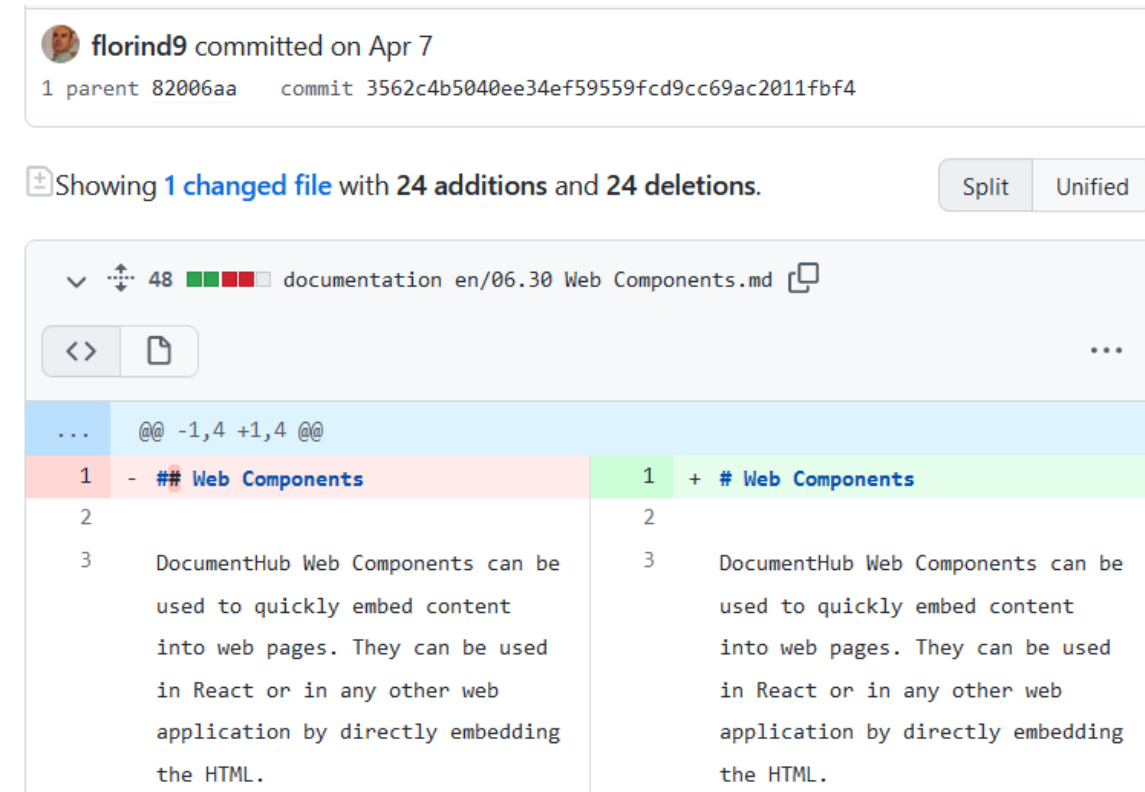 florind9 committed on Apr 7
1 parent 82006aa commit 3562c4b5040ee34ef59559fcd9cc69ac2011fbf4
Showing 1 changed file with 24 additions and 24 deletions.
Split Unified
48 documentation en/06.30 Web Components.md
... @@ -1,4 +1,4 @@
1 - ## Web Components
2
3 DocumentHub Web Components can be
used to quickly embed content
into web pages. They can be used
in React or in any other web
application by directly embedding
the HTML.
1 + # Web Components
2
3 DocumentHub Web Components can be
used to quickly embed content
into web pages. They can be used
in React or in any other web
application by directly embedding
the HTML.